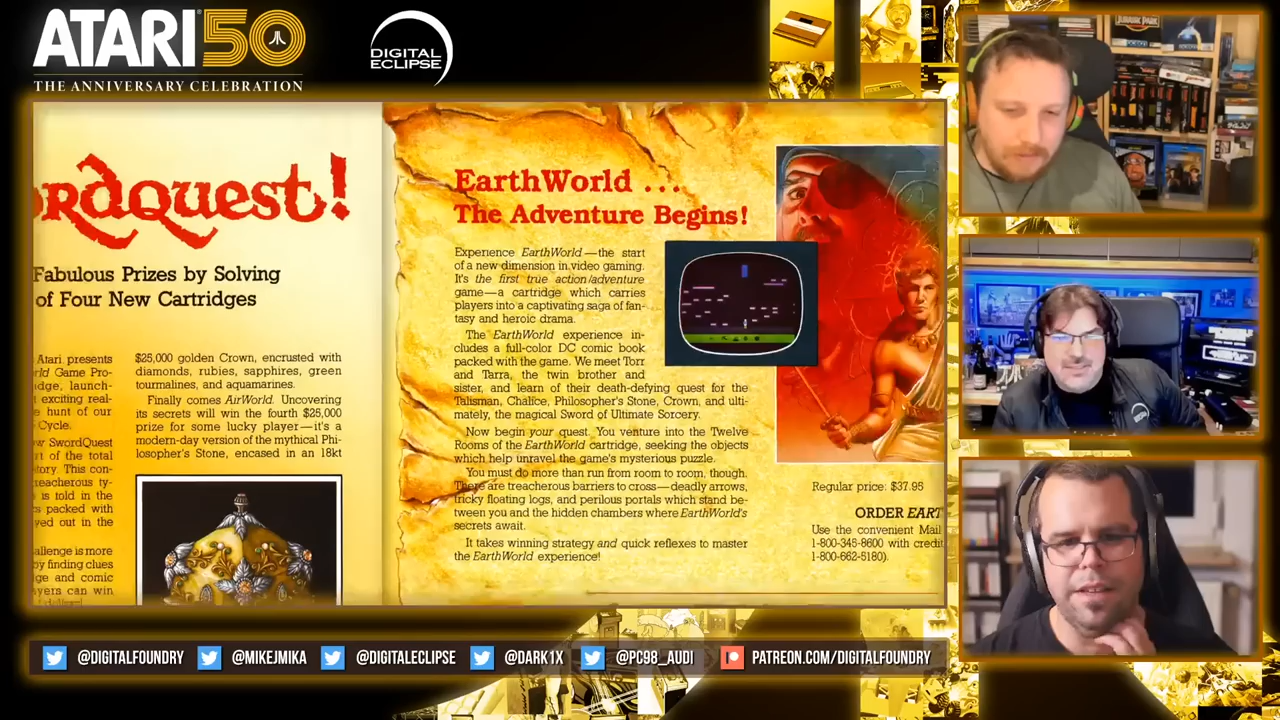 ATARI 50
THE ANNIVERSARY CELEBRATION
DIGITAL
ECLIPSE
ordquest!
Fabulous Prizes by Solving
of Four New Cartridges
Atari presents
rld Game Pro-
idge, launch-
exciting real-
e hunt of our
Cycle.
w SwordQuest
rt of the total
tory. This con-
treacherous ty-
is told in the
s packed with
yed out in the
allenge is more
by finding clues
ge and comic
ayers can win
$25,000 golden Crown, encrusted with
diamonds, rubies, sapphires, green
tourmalines, and aquamarines.
Finally comes AirWorld. Uncovering
its secrets will win the fourth $25,000
prize for some lucky player—it's a
modern-day version of the mythical Phi-
losopher's Stone, encased in an 18kt
EarthWorld ...
The Adventure Begins!
Experience EarthWorld—the start
of a new dimension in video gaming.
It's the first true action/adventure
game—a cartridge which carries
players into a captivating saga of fan-
tasy and heroic drama.
The EarthWorld experience in-
cludes a full-color DC comic book
packed with the game. We meet Torr
and Tarra, the twin brother and
sister, and learn of their death-defying quest for the
Talisman, Chalice, Philosopher's Stone, Crown, and ulti-
mately, the magical Sword of Ultimate Sorcery.
Now begin your quest. You venture into the Twelve
Rooms of the EarthWorld cartridge, seeking the objects
which help unravel the game's mysterious puzzle.
You must do more than run from room to room, though.
There are treacherous barriers to cross—deadly arrows,
tricky floating logs, and perilous portals which stand be-
tween you and the hidden chambers where EarthWorld's
secrets await.
It takes winning strategy and quick reflexes to master
the EarthWorld experience!
Regular price: $37.95
ORDER EART
Use the convenient Mail
1-800-345-8600 with credit
1-800-662-5180).
JURASSIC PARK
@DIGITALFOUNDRY
@MIKEJMIKA
@DIGITALECLIPSE
@DARK1X
@PC98_AUDI
PATREON.COM/DIGITALFOUNDRY